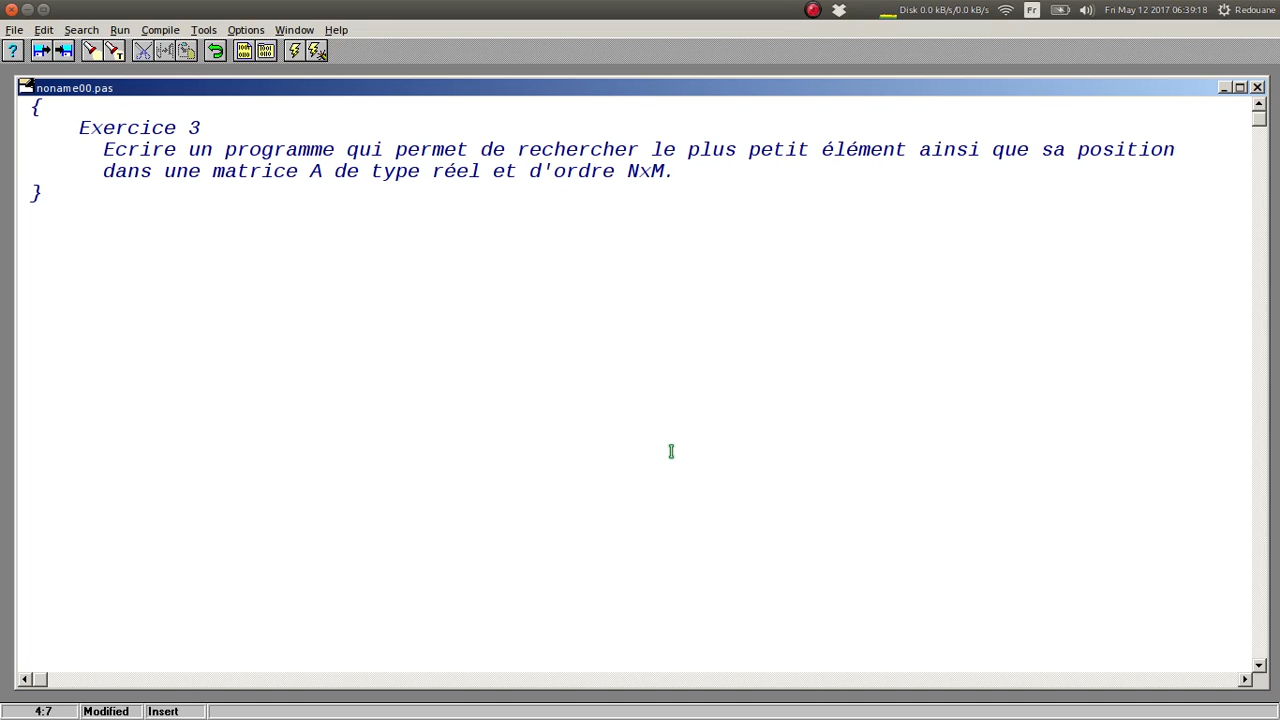 Disk 0.0 kB/s/0.0 kB/s Fr Fri May 12 2017 06:39:18 Redouane
File Edit Search Run Compile Tools Options Window Help
noname00.pas
{
Exercice 3
Ecrire un programme qui permet de rechercher le plus petit élément ainsi que sa position
dans une matrice A de type réel et d'ordre NxM.
}
4:7 Modified Insert